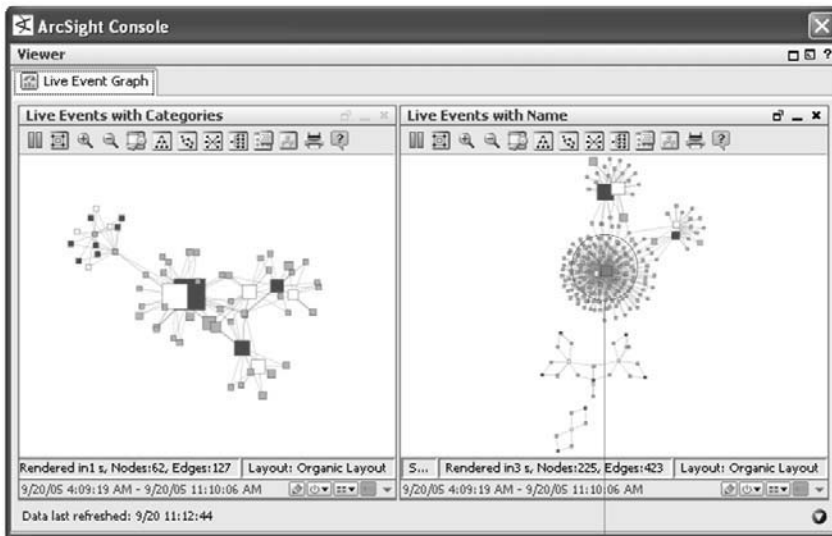 ArcSight Console
Viewer
Live Event Graph
Live Events with Categories
Live Events with Name
Rendered in1 s, Nodes:62, Edges:127
Layout: Organic Layout
S...
Rendered in3 s, Nodes:225, Edges:423
Layout: Organic Layout
9/20/05 4:09:19 AM - 9/20/05 11:10:06 AM
9/20/05 4:09:19 AM - 9/20/05 11:10:06 AM
Data last refreshed: 9/20 11:12:44